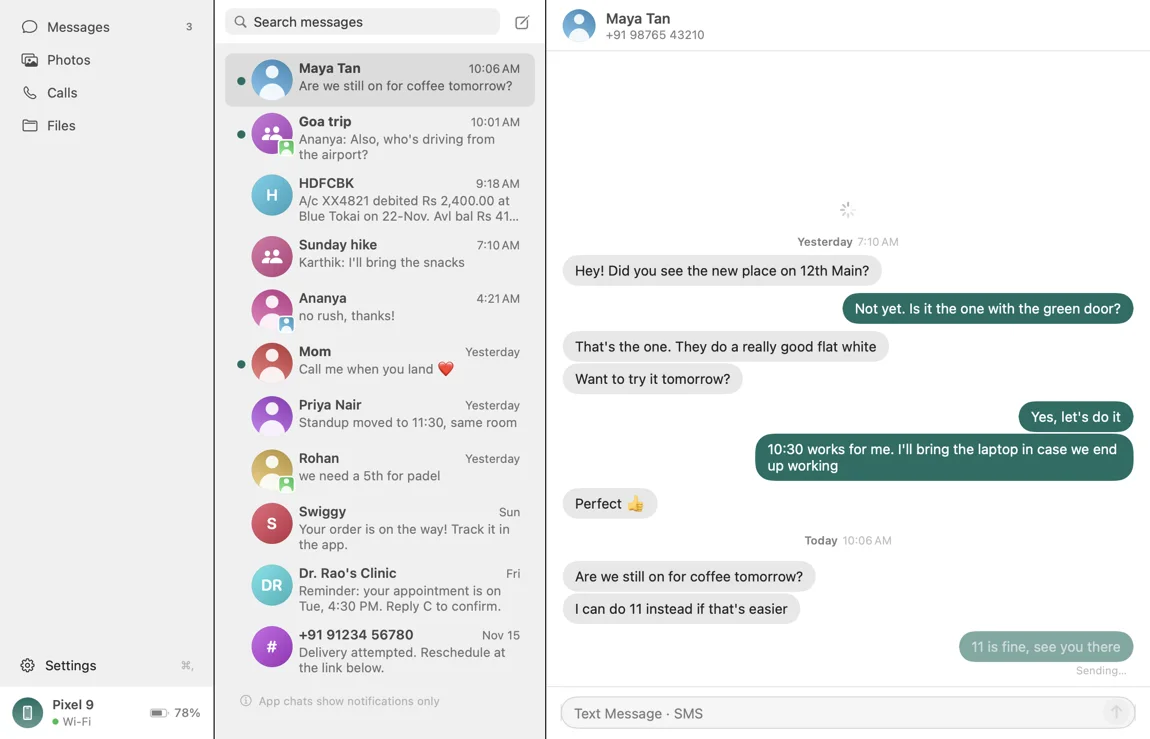 Messages 3
Photos
Calls
Files
Settings ⌘,
Pixel 9
Wi-Fi
78%
Search messages
Maya Tan 10:06 AM
Are we still on for coffee tomorrow?
Goa trip 10:01 AM
Ananya: Also, who's driving from
the airport?
H
HDFCBK 9:18 AM
A/c XX4821 debited Rs 2,400.00 at
Blue Tokai on 22-Nov. Avl bal Rs 41...
Sunday hike 7:10 AM
Karthik: I'll bring the snacks
Ananya 4:21 AM
no rush, thanks!
Mom Yesterday
Call me when you land ❤️
Priya Nair Yesterday
Standup moved to 11:30, same room
Rohan Yesterday
we need a 5th for padel
S
Swiggy Sun
Your order is on the way! Track it in
the app.
DR
Dr. Rao's Clinic Fri
Reminder: your appointment is on
Tue, 4:30 PM. Reply C to confirm.
#
+91 91234 56780 Nov 15
Delivery attempted. Reschedule at
the link below.
App chats show notifications only
Maya Tan
+91 98765 43210
Yesterday 7:10 AM
Hey! Did you see the new place on 12th Main?
Not yet. Is it the one with the green door?
That's the one. They do a really good flat white
Want to try it tomorrow?
Yes, let's do it
10:30 works for me. I'll bring the laptop in case we end
up working
Perfect 👍
Today 10:06 AM
Are we still on for coffee tomorrow?
I can do 11 instead if that's easier
11 is fine, see you there
Sending...
Text Message · SMS